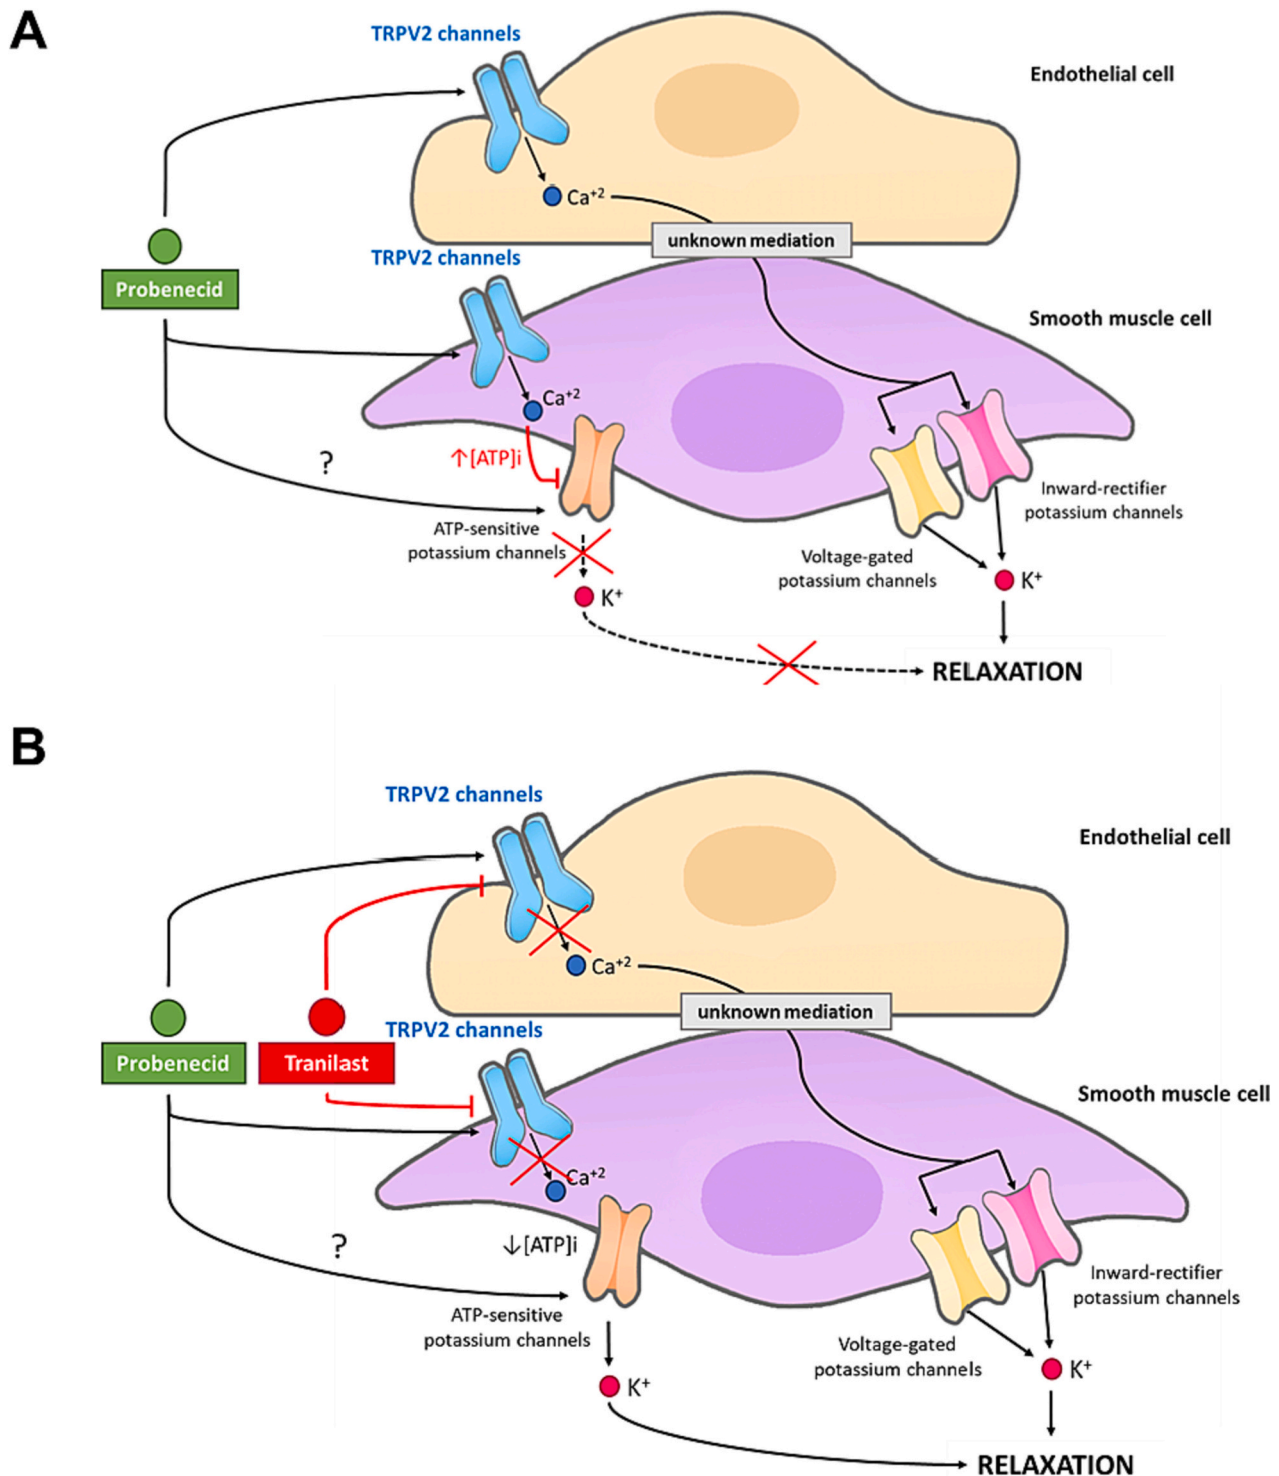 A
TRPV2 channels
Endothelial cell
Ca+2
unknown mediation
TRPV2 channels
Probenecid
Smooth muscle cell
Ca+2
↑[ATP]i
?
Inward-rectifier
potassium channels
ATP-sensitive
potassium channels
Voltage-gated
potassium channels
K+
K+
RELAXATION
B
TRPV2 channels
Endothelial cell
Ca+2
unknown mediation
TRPV2 channels
Probenecid
Tranilast
Smooth muscle cell
Ca+2
↓[ATP]i
?
Inward-rectifier
potassium channels
ATP-sensitive
potassium channels
Voltage-gated
potassium channels
K+
K+
RELAXATION